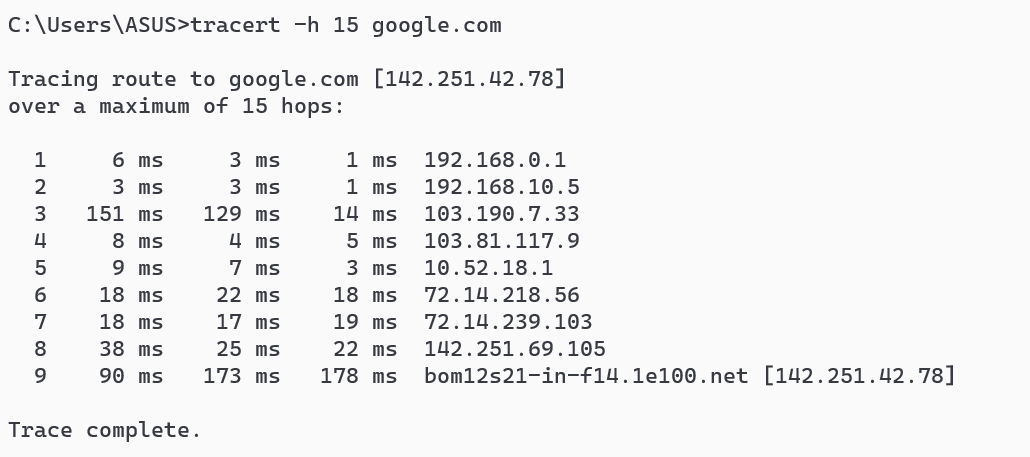 C:\Users\ASUS>tracert -h 15 google.com
Tracing route to google.com [142.251.42.78]
over a maximum of 15 hops:
1 6 ms 3 ms 1 ms 192.168.0.1
2 3 ms 3 ms 1 ms 192.168.10.5
3 151 ms 129 ms 14 ms 103.190.7.33
4 8 ms 4 ms 5 ms 103.81.117.9
5 9 ms 7 ms 3 ms 10.52.18.1
6 18 ms 22 ms 18 ms 72.14.218.56
7 18 ms 17 ms 19 ms 72.14.239.103
8 38 ms 25 ms 22 ms 142.251.69.105
9 90 ms 173 ms 178 ms bom12s21-in-f14.1e100.net [142.251.42.78]
Trace complete.